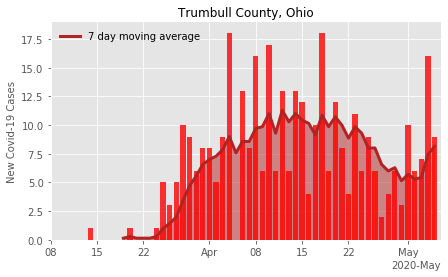 Trumbull County, Ohio
7 day moving average
New Covid-19 Cases
17.5
15.0
12.5
10.0
7.5
5.0
2.5
0.0
08 15 22 Apr 08 15 22 May
2020-May